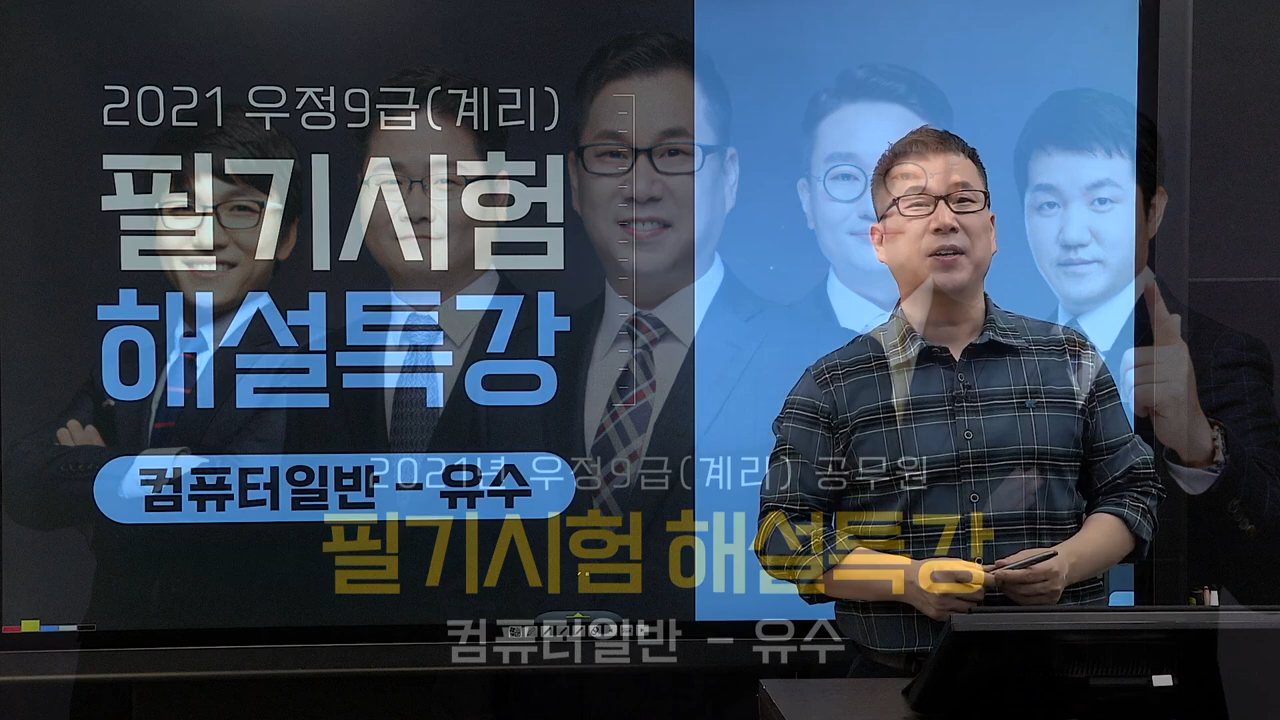 2021 우정9급(계리)
필기시험
해설특강
컴퓨터일반 - 유수
2021년 우정9급(계리) 공무원
필기시험 해설특강
컴퓨터일반 - 유수